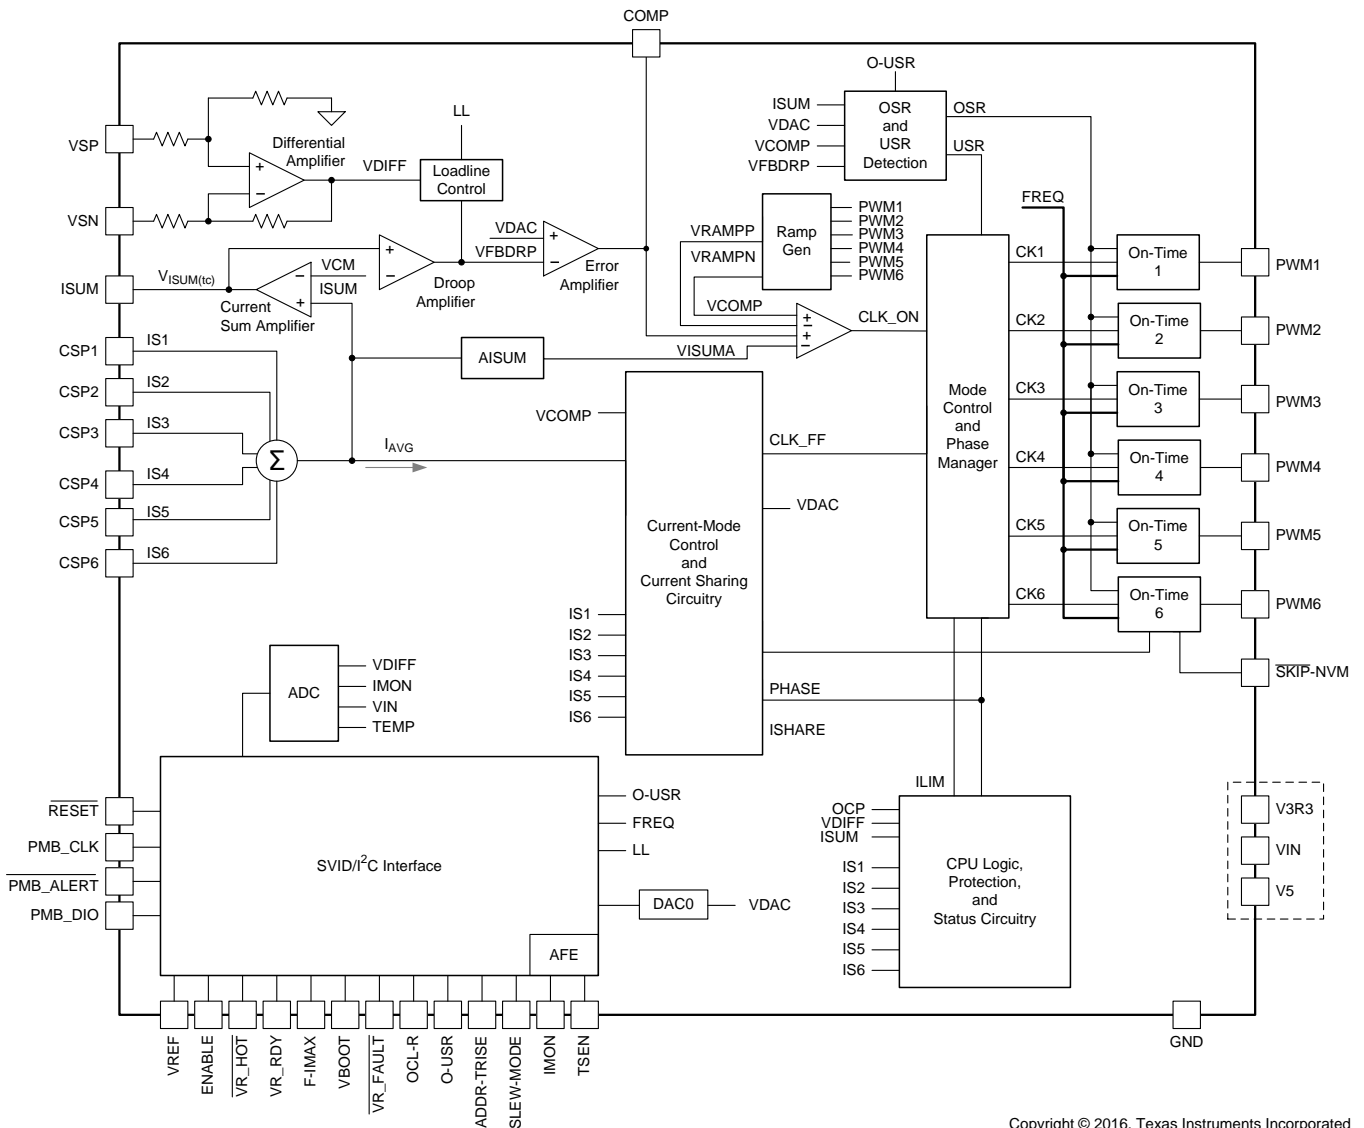 COMP
O-USR
ISUM
VDAC
VCOMP
VFBDRP
OSR
and
USR
Detection
OSR
USR
LL
VSP
Differential
Amplifier
VDIFF
Loadline
Control
VSN
FREQ
VDAC
VFBDRP
Error
Amplifier
VRAMPP
VRAMPN
Ramp
Gen
PWM1
PWM2
PWM3
PWM4
PWM5
PWM6
ISUM
VISUM(tc)
VCM
ISUM
Current
Sum Amplifier
Droop
Amplifier
VCOMP
CLK_ON
AISUM
VISUMA
CSP1
IS1
CSP2
IS2
CSP3
IS3
CSP4
IS4
CSP5
IS5
CSP6
IS6
Σ
IAVG
VCOMP
CLK_FF
VDAC
Current-Mode
Control
and
Current Sharing
Circuitry
IS1
IS2
IS3
IS4
IS5
IS6
PHASE
ISHARE
Mode
Control
and
Phase
Manager
CK1
CK2
CK3
CK4
CK5
CK6
On-Time
1
On-Time
2
On-Time
3
On-Time
4
On-Time
5
On-Time
6
PWM1
PWM2
PWM3
PWM4
PWM5
PWM6
SKIP-NVM
ADC
VDIFF
IMON
VIN
TEMP
RESET
PMB_CLK
PMB_ALERT
PMB_DIO
SVID/I2C Interface
O-USR
FREQ
LL
DAC0
VDAC
AFE
ILIM
OCP
VDIFF
ISUM
IS1
IS2
IS3
IS4
IS5
IS6
CPU Logic,
Protection,
and
Status Circuitry
V3R3
VIN
V5
GND
VREF
ENABLE
VR_HOT
VR_RDY
F-IMAX
VBOOT
VR_FAULT
OCL-R
O-USR
ADDR-TRISE
SLEW-MODE
IMON
TSEN
Copyright © 2016, Texas Instruments Incorporated